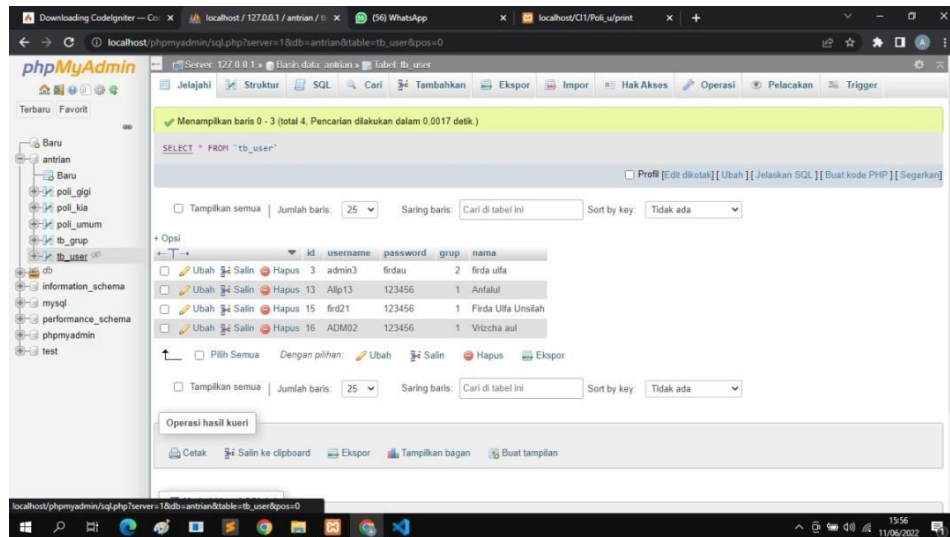 Downloading CodeIgniter — Co
localhost / 127.0.0.1 / antrian / t
(56) WhatsApp
localhost/CI1/Poli_u/print
localhost/phpmyadmin/sql.php?server=1&db=antrian&table=tb_user&pos=0
phpMyAdmin
Terbaru Favorit
Baru
antrian
Baru
poli_gigi
poli_kia
poli_umum
tb_grup
tb_user
db
information_schema
mysql
performance_schema
phpmyadmin
test
Server: 127.0.0.1 » Basis data: antrian » Tabel: tb_user
Jelajahi Struktur SQL Cari Tambahkan Ekspor Impor Hak Akses Operasi Pelacakan Trigger
Menampilkan baris 0 - 3 (total 4, Pencarian dilakukan dalam 0,0017 detik.)
SELECT * FROM `tb_user`
Profil [Edit dikotak] [ Ubah ] [ Jelaskan SQL ] [ Buat kode PHP ] [ Segarkan]
Tampilkan semua | Jumlah baris: 25 Saring baris: Cari di tabel ini Sort by key: Tidak ada
+ Opsi
id username password grup nama
Ubah Salin Hapus 3 admin3 firdau 2 firda ulfa
Ubah Salin Hapus 13 Alip13 123456 1 Anfalul
Ubah Salin Hapus 15 fird21 123456 1 Firda Ulfa Unsilah
Ubah Salin Hapus 16 ADM02 123456 1 Vrizcha aul
Pilih Semua Dengan pilihan: Ubah Salin Hapus Ekspor
Tampilkan semua | Jumlah baris: 25 Saring baris: Cari di tabel ini Sort by key: Tidak ada
Operasi hasil kueri
Cetak Salin ke clipboard Ekspor Tampilkan bagan Buat tampilan
localhost/phpmyadmin/sql.php?server=1&db=antrian&table=tb_user&pos=0
15:56
11/06/2022